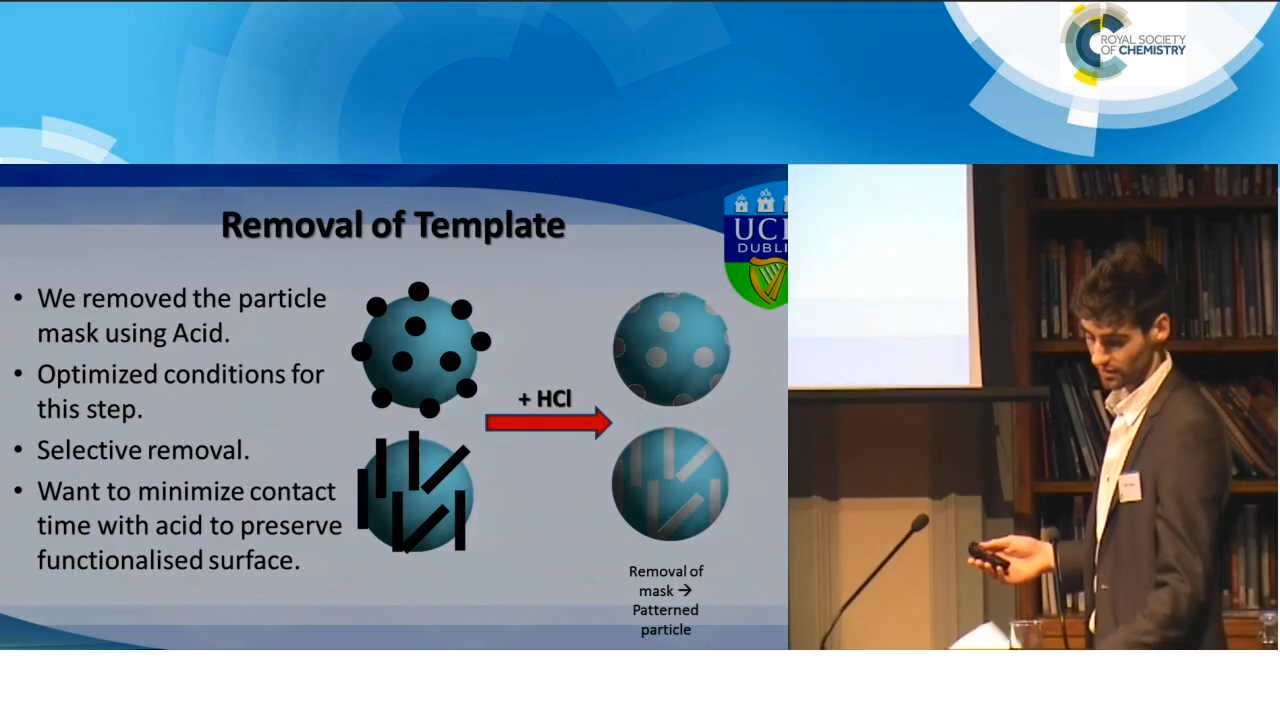 ROYAL SOCIETY
OF CHEMISTRY
Removal of Template
UC
DUBLI
• We removed the particle
mask using Acid.
• Optimized conditions for
this step.
• Selective removal.
• Want to minimize contact
time with acid to preserve
functionalised surface.
+ HCl
Removal of
mask →
Patterned
particle